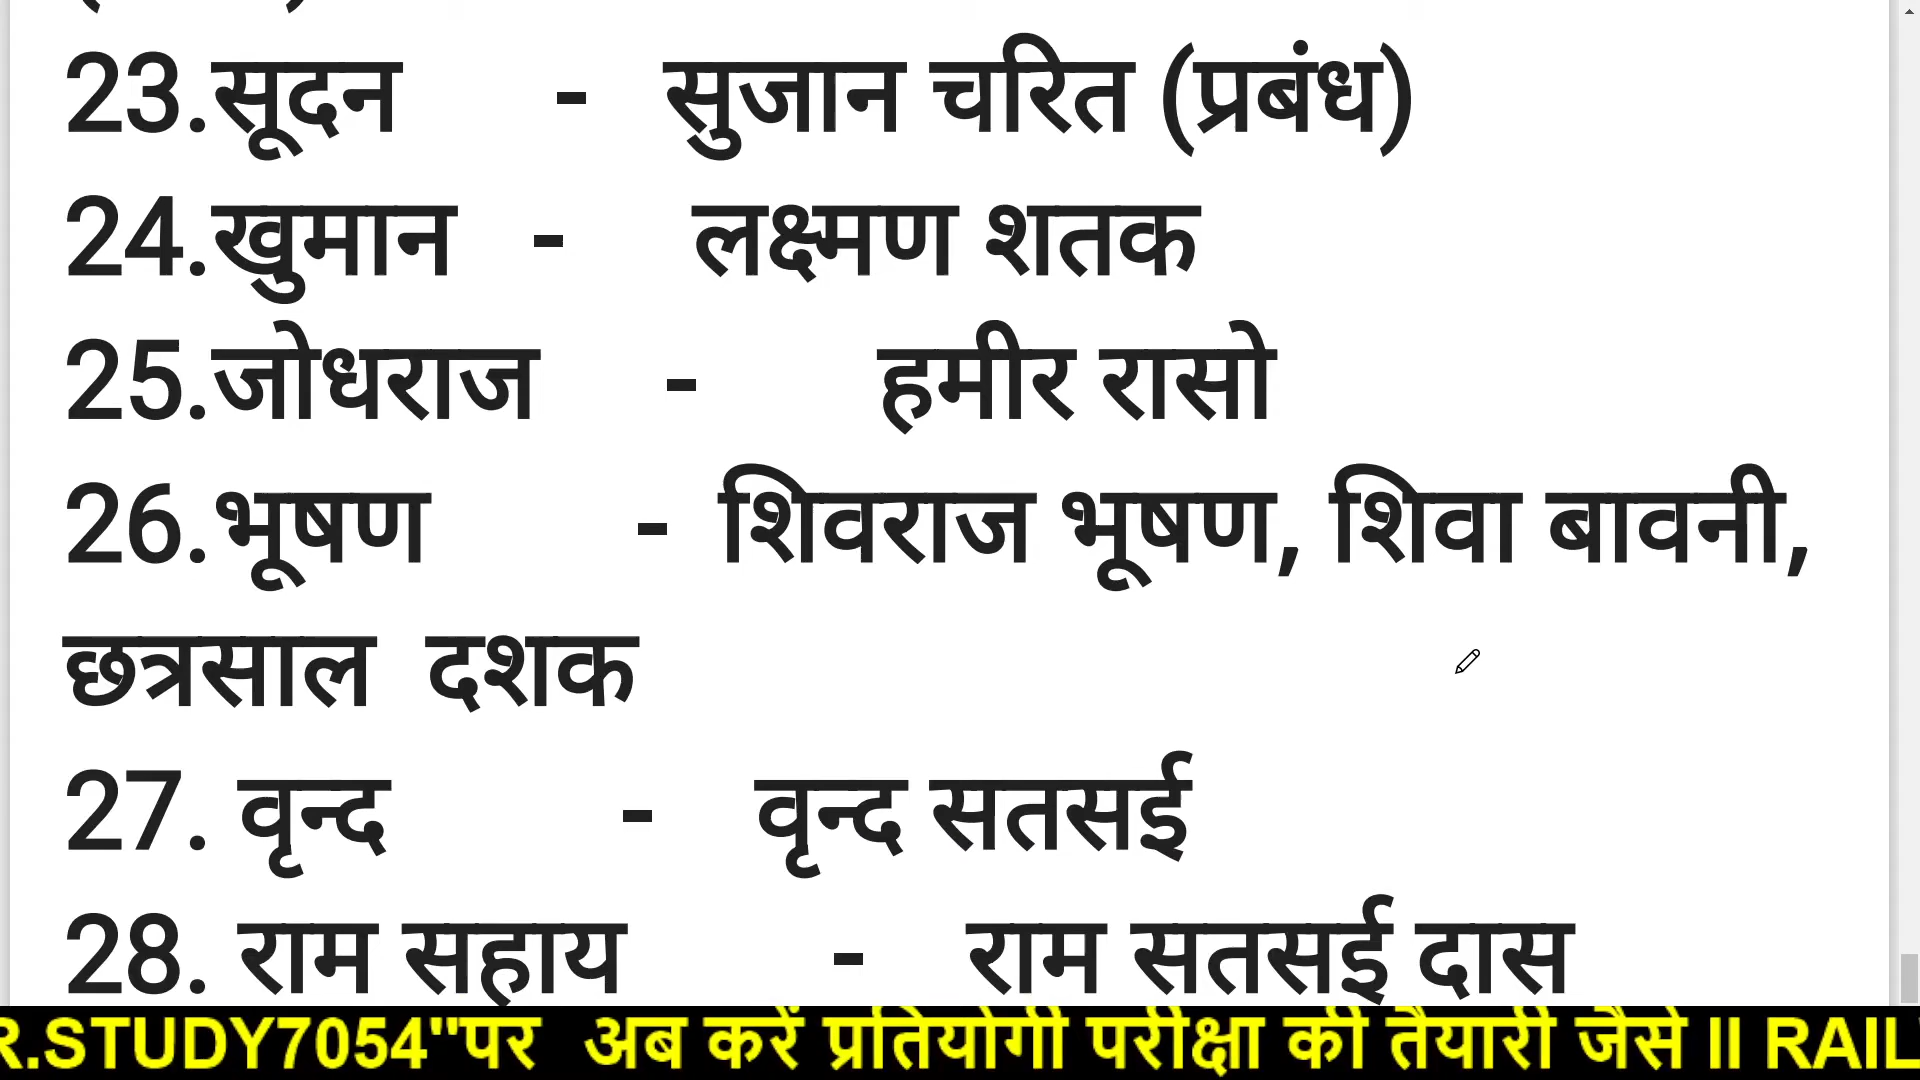 23.सूदन - सुजान चरित (प्रबंध)
24.खुमान - लक्ष्मण शतक
25.जोधराज - हमीर रासो
26.भूषण - शिवराज भूषण, शिवा बावनी,
छत्रसाल दशक
27. वृन्द - वृन्द सतसई
28. राम सहाय - राम सतसई दास
R.STUDY7054"पर अब करें प्रतियोगी परीक्षा की तैयारी जैसे II RAIL